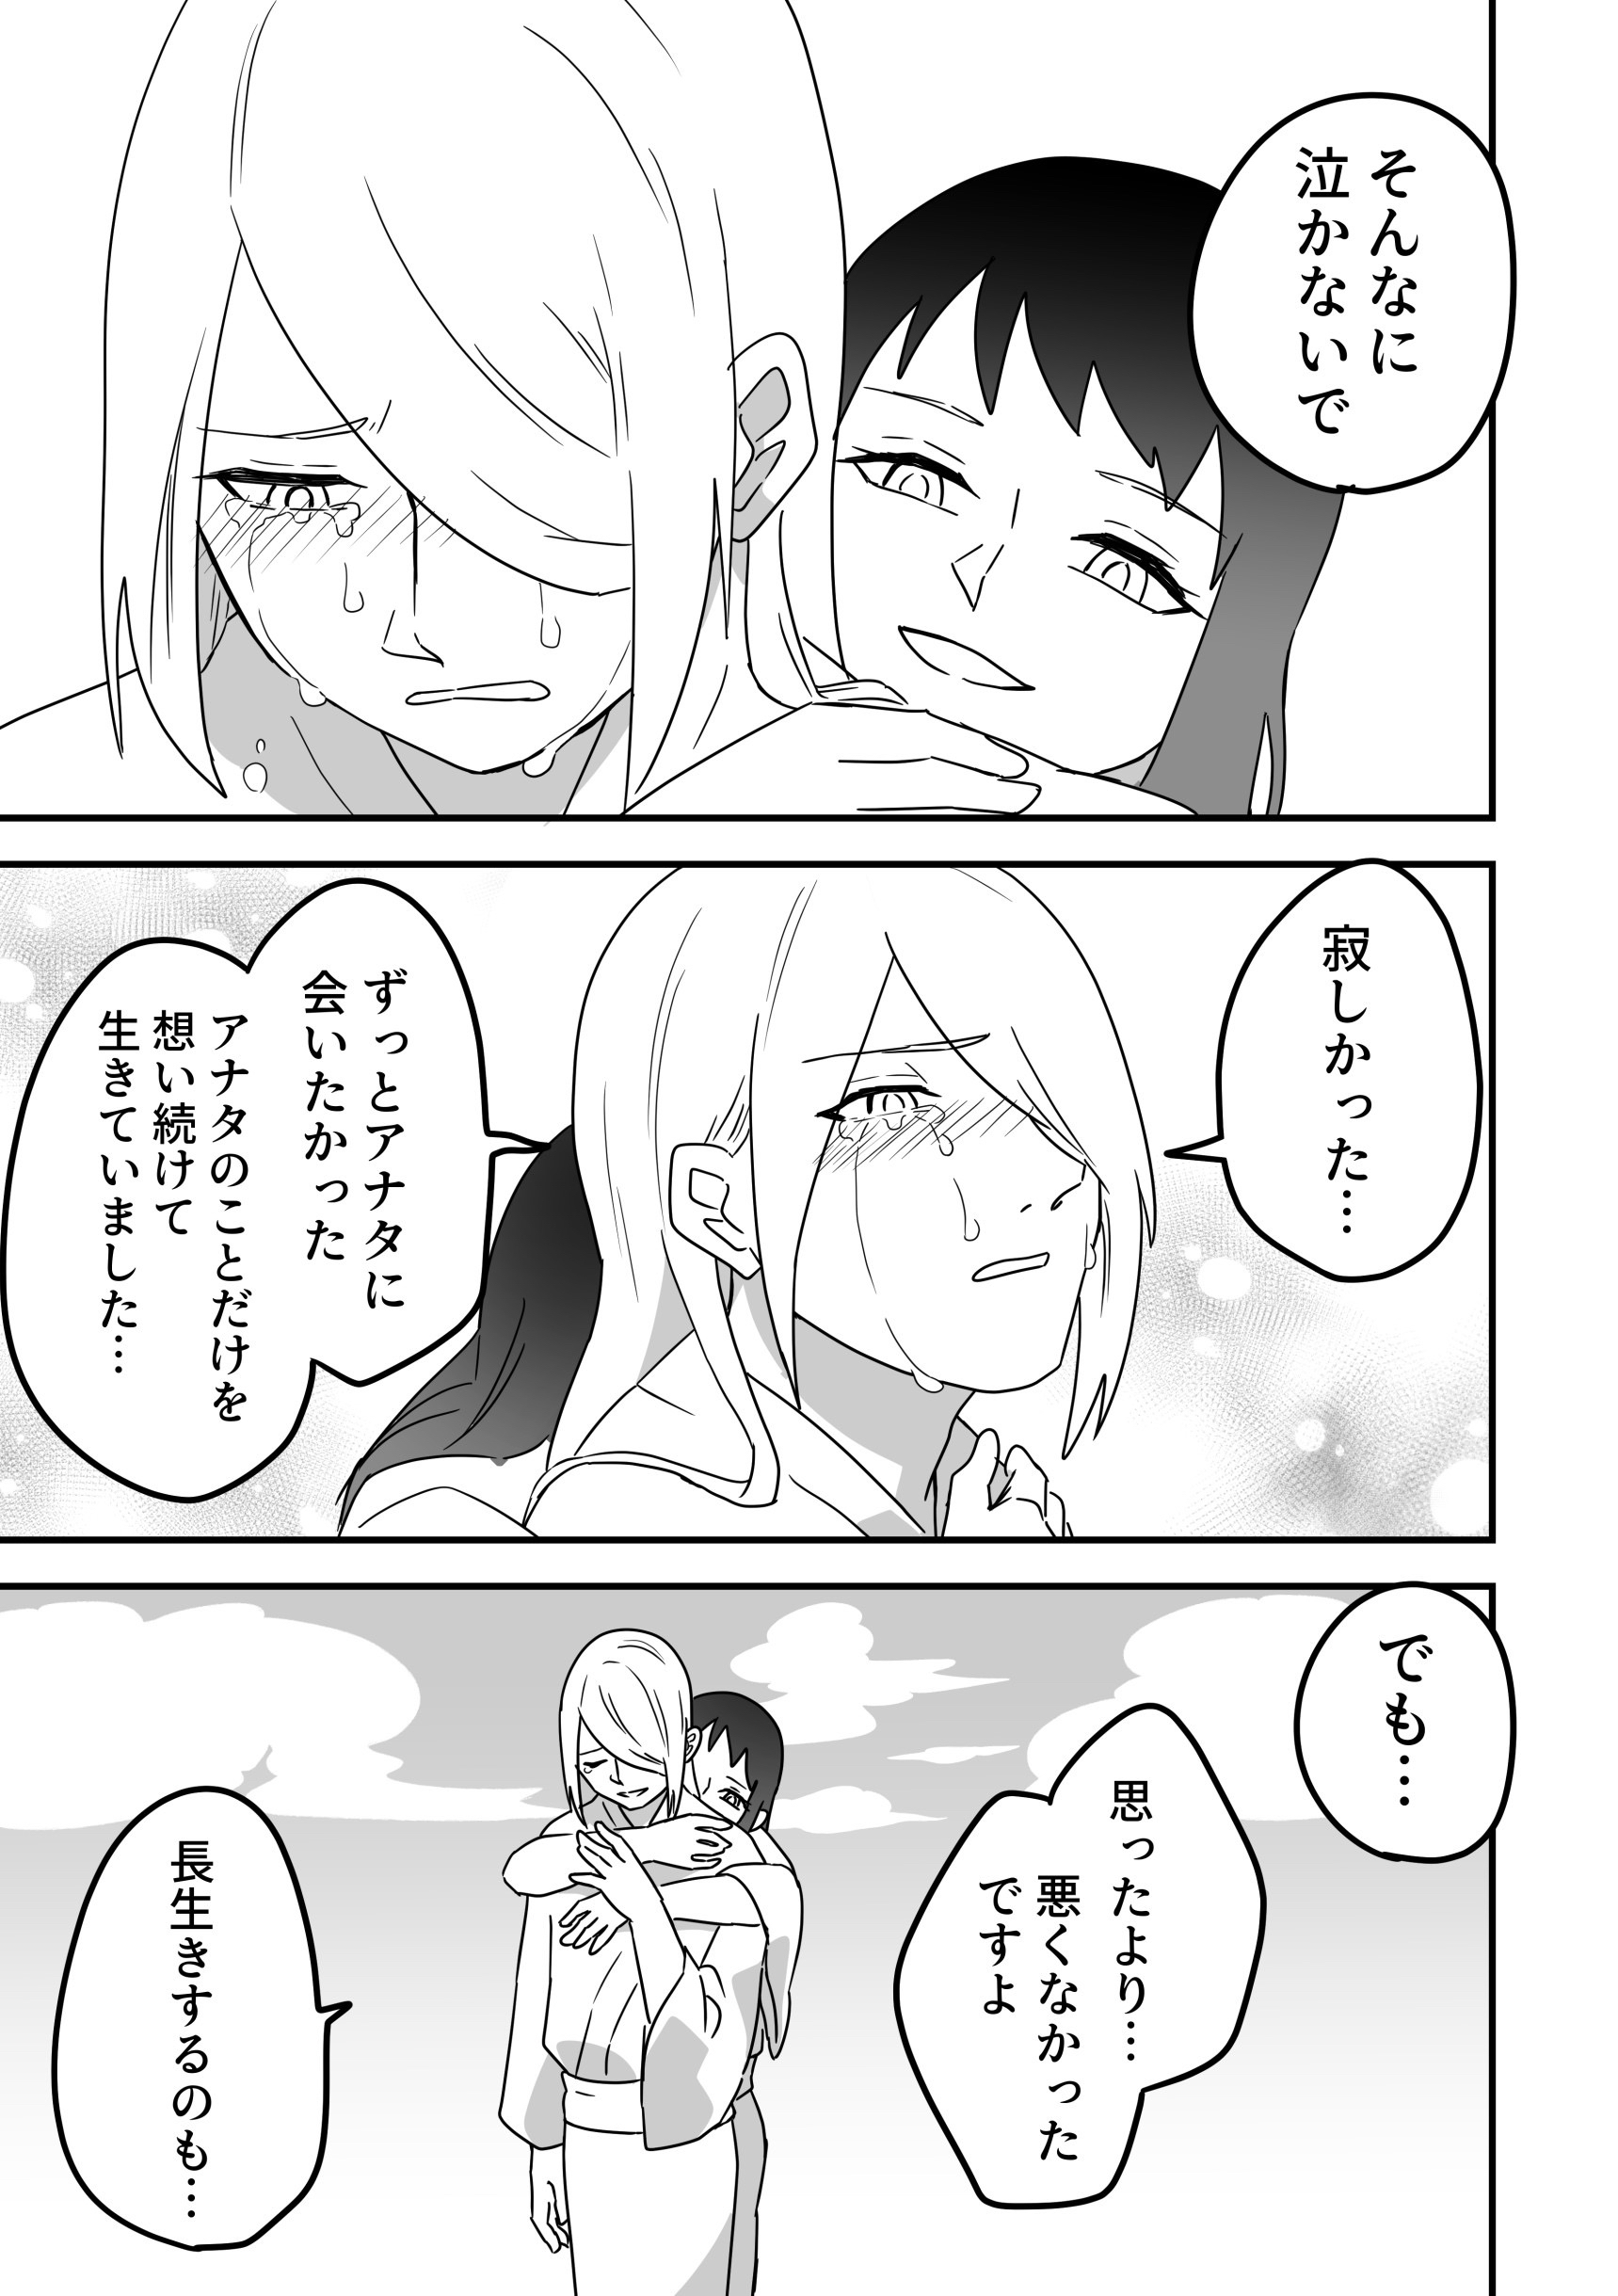 そんなに
泣かないで
寂しかった…
ずっとアナタに
会いたかった
アナタのことだけを
想い続けて
生きていました…
でも…
思ったより…
悪くなかった
ですよ
長生きするのも…